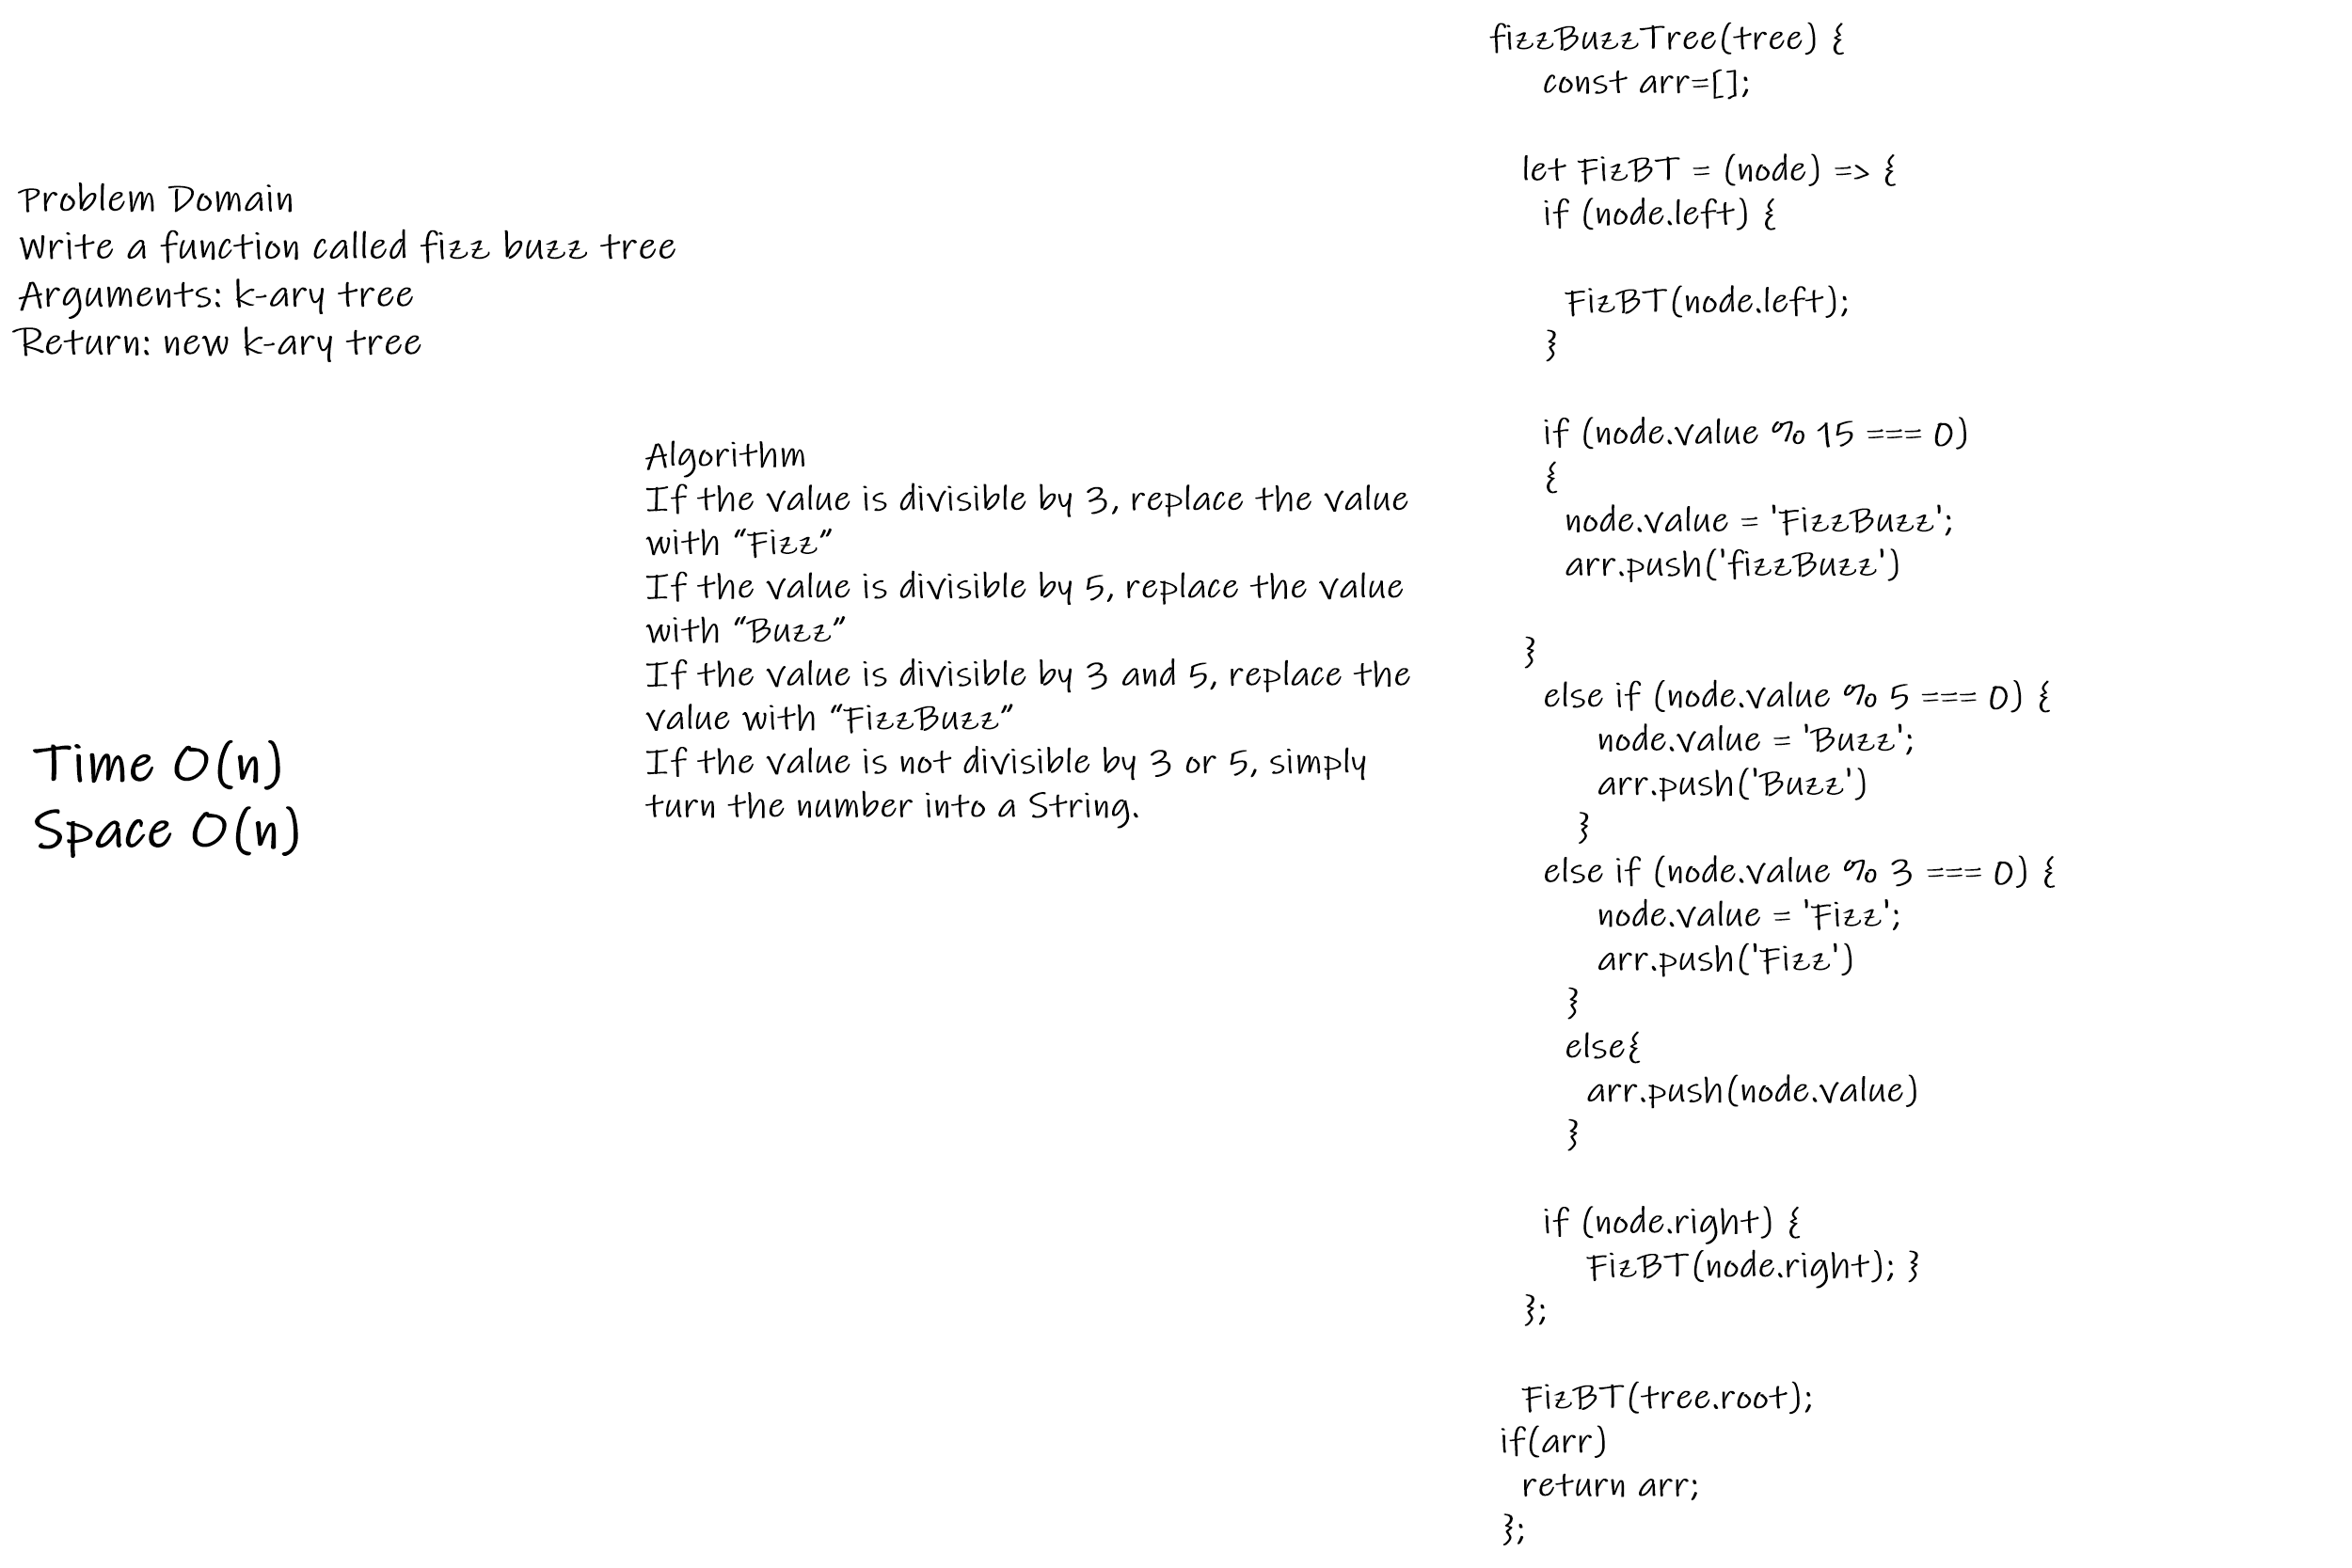 Problem Domain
Write a function called fizz buzz tree
Arguments: k-ary tree
Return: new k-ary tree
Algorithm
If the value is divisible by 3, replace the value
with “Fizz”
If the value is divisible by 5, replace the value
with “Buzz”
If the value is divisible by 3 and 5, replace the
value with “FizzBuzz”
If the value is not divisible by 3 or 5, simply
turn the number into a String.
Time O(n)
Space O(n)
fizzBuzzTree(tree) {
const arr=[];
let FizBT = (node) => {
if (node.left) {
FizBT(node.left);
}
if (node.value % 15 === 0)
{
node.value = 'FizzBuzz';
arr.push('fizzBuzz')
}
else if (node.value % 5 === 0) {
node.value = 'Buzz';
arr.push('Buzz')
}
else if (node.value % 3 === 0) {
node.value = 'Fizz';
arr.push('Fizz')
}
else{
arr.push(node.value)
}
if (node.right) {
FizBT(node.right); }
};
FizBT(tree.root);
if(arr)
return arr;
};